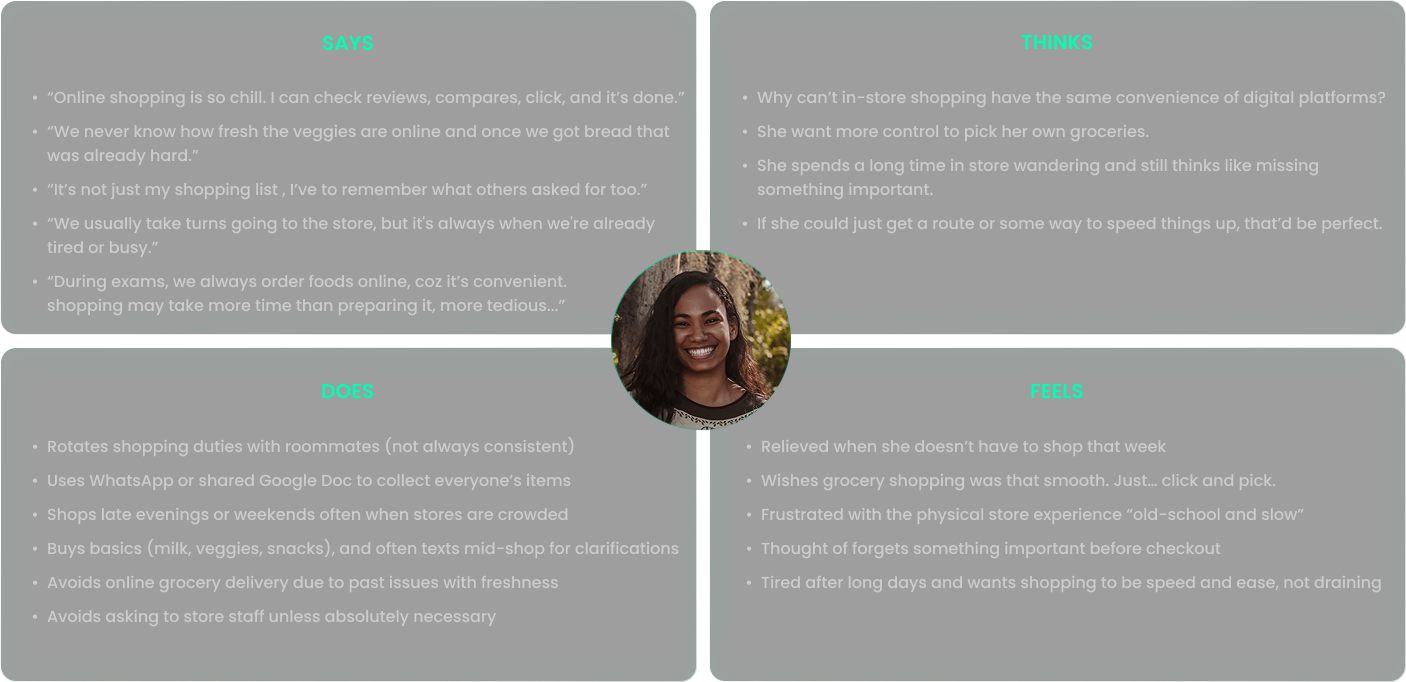 SAYS
• “Online shopping is so chill. I can check reviews, compares, click, and it’s done.”
• “We never know how fresh the veggies are online and once we got bread that
was already hard.”
• “It’s not just my shopping list , I’ve to remember what others asked for too.”
• “We usually take turns going to the store, but it's always when we're already
tired or busy.”
• “During exams, we always order foods online, coz it’s convenient.
shopping may take more time than preparing it, more tedious...”
THINKS
• Why can’t in-store shopping have the same convenience of digital platforms?
• She want more control to pick her own groceries.
• She spends a long time in store wandering and still thinks like missing
something important.
• If she could just get a route or some way to speed things up, that’d be perfect.
DOES
• Rotates shopping duties with roommates (not always consistent)
• Uses WhatsApp or shared Google Doc to collect everyone’s items
• Shops late evenings or weekends often when stores are crowded
• Buys basics (milk, veggies, snacks), and often texts mid-shop for clarifications
• Avoids online grocery delivery due to past issues with freshness
• Avoids asking to store staff unless absolutely necessary
FEELS
• Relieved when she doesn’t have to shop that week
• Wishes grocery shopping was that smooth. Just… click and pick.
• Frustrated with the physical store experience “old-school and slow”
• Thought of forgets something important before checkout
• Tired after long days and wants shopping to be speed and ease, not draining